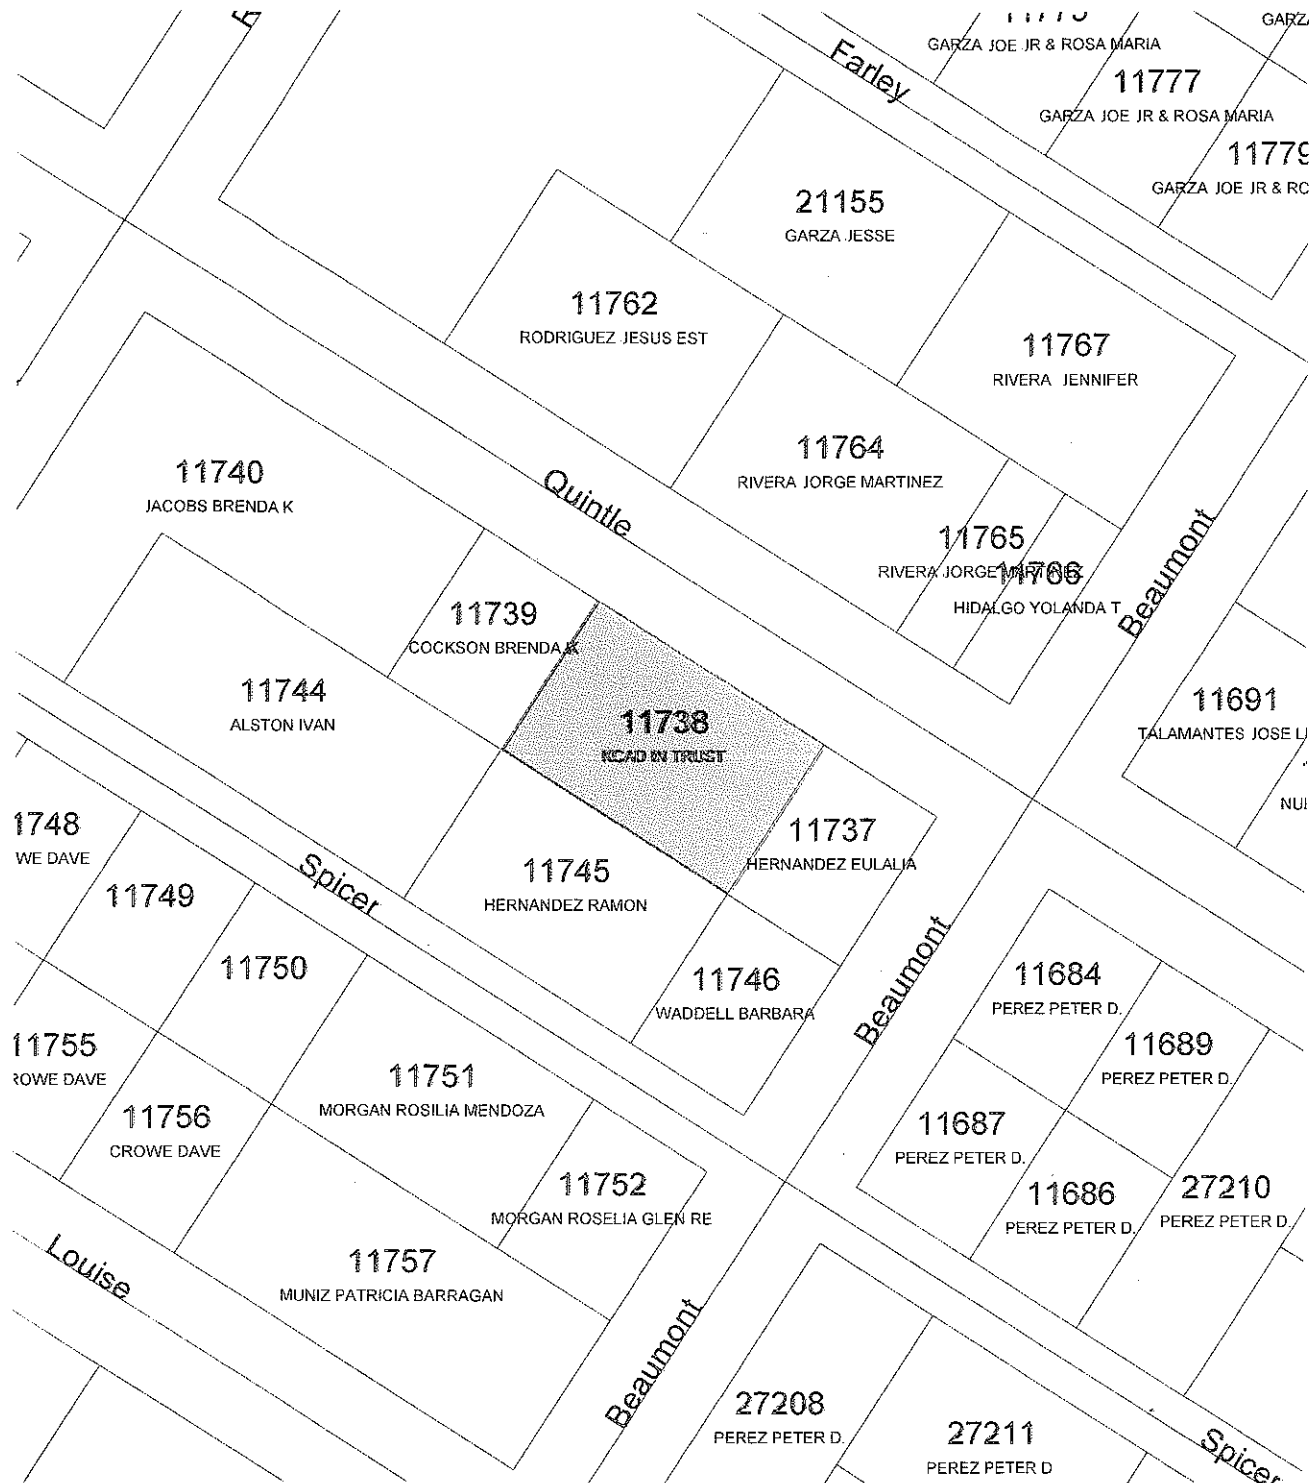 GARZA JOE JR & ROSA MARIA
Farley
11777
GARZA JOE JR & ROSA MARIA
11779
GARZA JOE JR & RO
21155
GARZA JESSE
11762
RODRIGUEZ JESUS EST
11767
RIVERA JENNIFER
11764
RIVERA JORGE MARTINEZ
11740
JACOBS BRENDA K
Quintle
11765
RIVERA JORGE MARTINEZ
11766
HIDALGO YOLANDA T
Beaumont
11739
COCKSON BRENDA K
11744
ALSTON IVAN
11738
KCAD IN TRUST
11691
TALAMANTES JOSE L
1748
WE DAVE
11737
HERNANDEZ EULALIA
11749
Spicer
11745
HERNANDEZ RAMON
11750
11746
WADDELL BARBARA
Beaumont
11684
PEREZ PETER D.
11755
ROWE DAVE
11689
PEREZ PETER D.
11751
MORGAN ROSILIA MENDOZA
11756
CROWE DAVE
11687
PEREZ PETER D.
11752
MORGAN ROSELIA GLEN RE
11686
PEREZ PETER D.
27210
PEREZ PETER D.
Louise
11757
MUNIZ PATRICIA BARRAGAN
Beaumont
27208
PEREZ PETER D.
27211
PEREZ PETER D
Spicer